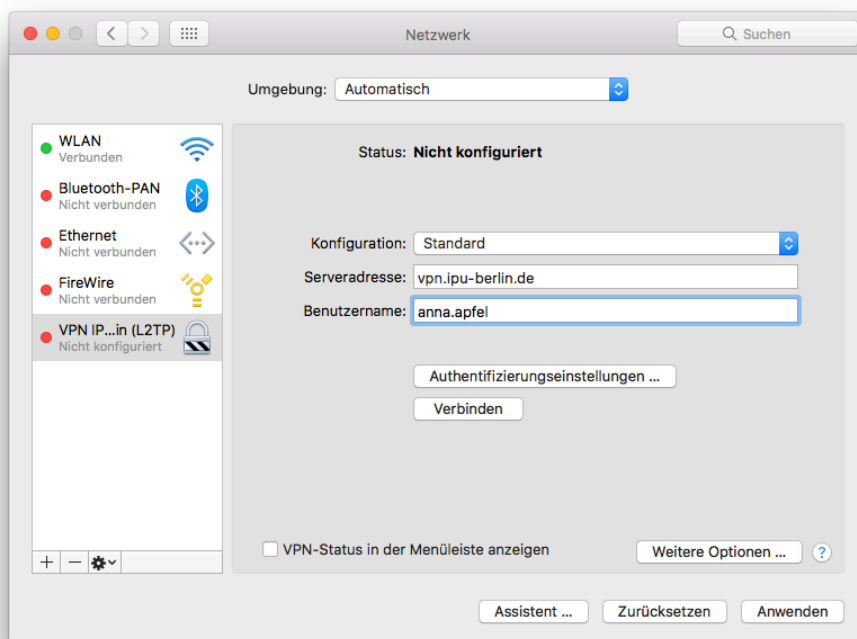 Netzwerk
Suchen
Umgebung: Automatisch
WLAN
Verbunden
Bluetooth-PAN
Nicht verbunden
Ethernet
Nicht verbunden
FireWire
Nicht verbunden
VPN IP...in (L2TP)
Nicht konfiguriert
Status: Nicht konfiguriert
Konfiguration: Standard
Serveradresse: vpn.ipu-berlin.de
Benutzername: anna.apfel
Authentifizierungseinstellungen ...
Verbinden
VPN-Status in der Menüleiste anzeigen
Weitere Optionen ...
?
Assistent ...
Zurücksetzen
Anwenden